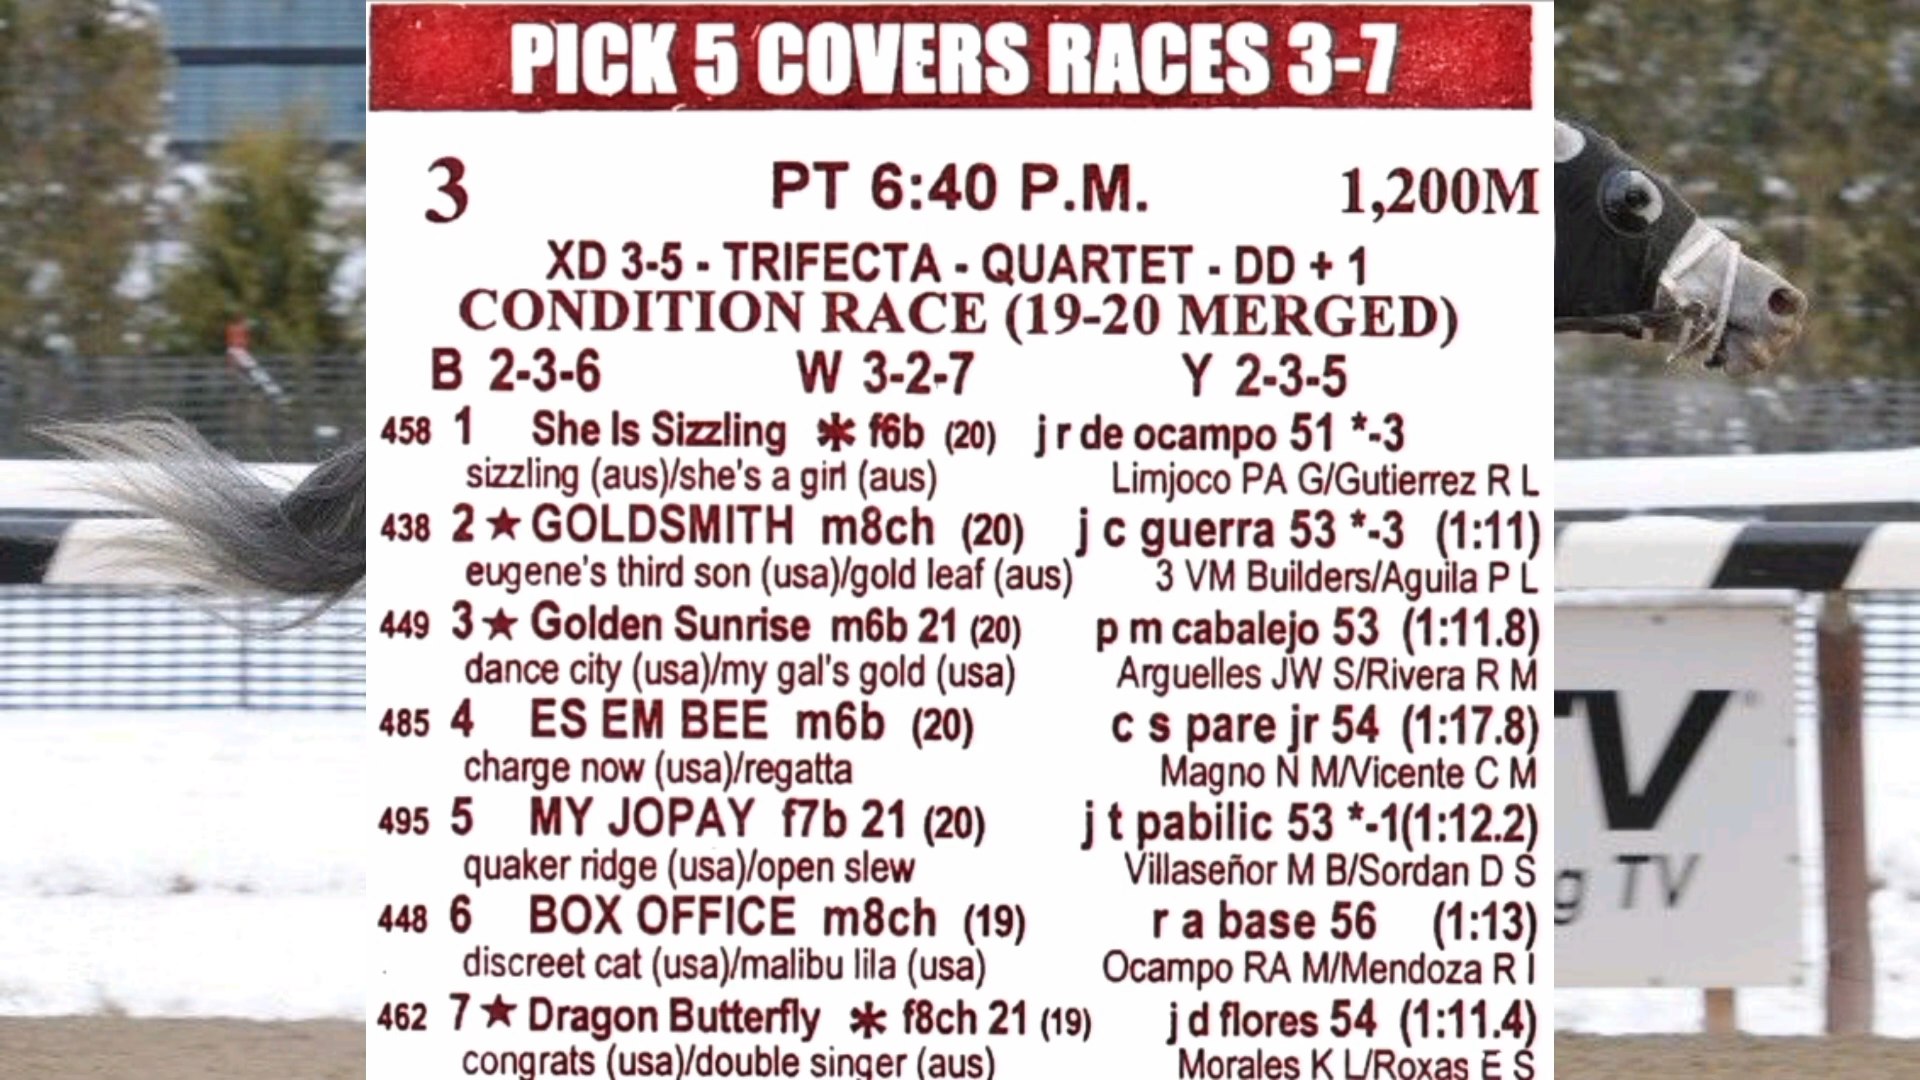 PICK 5 COVERS RACES 3-7
3 PT 6:40 P.M. 1,200M
XD 3-5 - TRIFECTA - QUARTET - DD + 1
CONDITION RACE (19-20 MERGED)
B 2-3-6 W 3-2-7 Y 2-3-5
458 1 She Is Sizzling ✱ f6b (20) j r de ocampo 51 *-3
sizzling (aus)/she's a girl (aus) Limjoco PA G/Gutierrez R L
438 2 ★ GOLDSMITH m8ch (20) j c guerra 53 *-3 (1:11)
eugene's third son (usa)/gold leaf (aus) 3 VM Builders/Aguila P L
449 3 ★ Golden Sunrise m6b 21 (20) p m cabalejo 53 (1:11.8)
dance city (usa)/my gal's gold (usa) Arguelles JW S/Rivera R M
485 4 ES EM BEE m6b (20) c s pare jr 54 (1:17.8)
charge now (usa)/regatta Magno N M/Vicente C M
495 5 MY JOPAY f7b 21 (20) j t pabilic 53 *-1(1:12.2)
quaker ridge (usa)/open slew Villaseñor M B/Sordan D S
448 6 BOX OFFICE m8ch (19) r a base 56 (1:13)
discreet cat (usa)/malibu lila (usa) Ocampo RA M/Mendoza R I
462 7 ★ Dragon Butterfly ✱ f8ch 21 (19) j d flores 54 (1:11.4)
congrats (usa)/double singer (aus) Morales K L/Roxas E S
TV
g TV